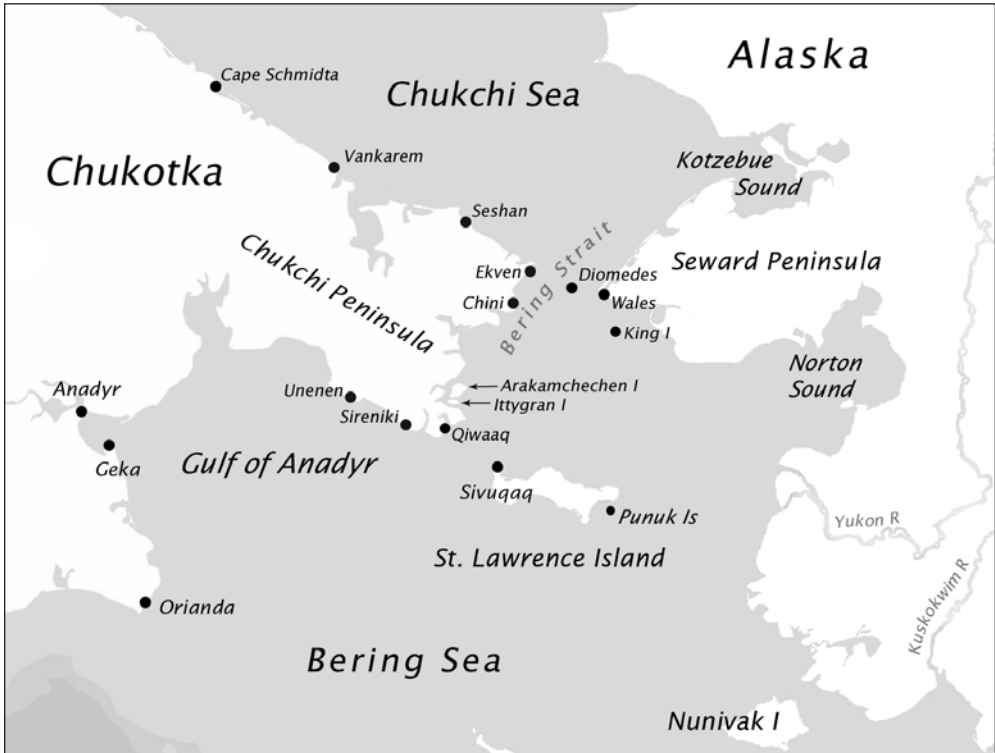 Alaska
Cape Schmidta
Chukchi Sea
Vankarem
Kotzebue
Sound
Chukotka
Seshan
Chukchi Peninsula
Bering Strait
Ekven
Diomedes
Seward Peninsula
Chini
Wales
King I
Norton
Sound
Arakamchechen I
Ittygran I
Anadyr
Unenen
Sireniki
Qiwaaq
Geka
Gulf of Anadyr
Sivuqaq
Punuk Is
Yukon R
St. Lawrence Island
Kuskokwim R
Orianda
Bering Sea
Nunivak I